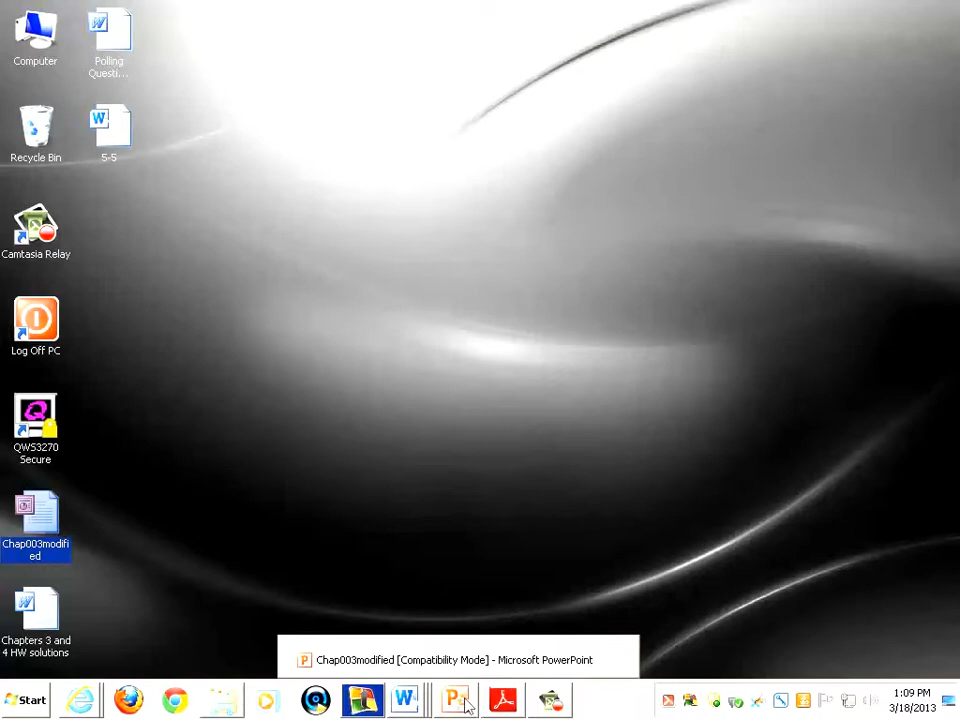 Computer
Polling
Questi...
Recycle Bin
5-5
Camtasia Relay
Log Off PC
QWS3270
Secure
Chap003modifi
ed
Chapters 3 and
4 HW solutions
Chap003modified [Compatibility Mode] - Microsoft PowerPoint
Start
1:09 PM
3/18/2013